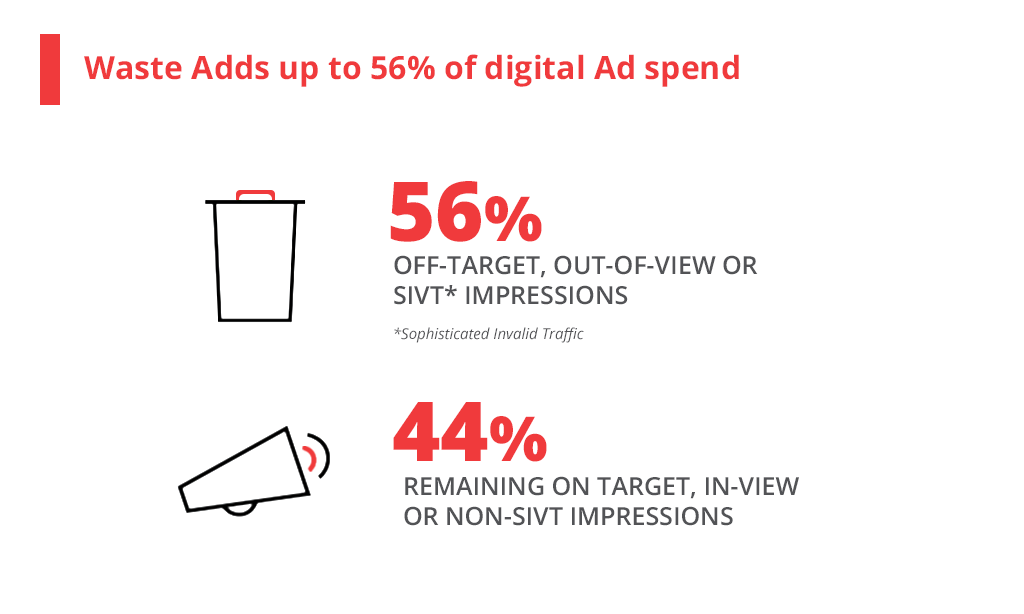 Waste Adds up to 56% of digital Ad spend
56%
OFF-TARGET, OUT-OF-VIEW OR
SIVT* IMPRESSIONS
*Sophisticated Invalid Traffic
44%
REMAINING ON TARGET, IN-VIEW
OR NON-SIVT IMPRESSIONS